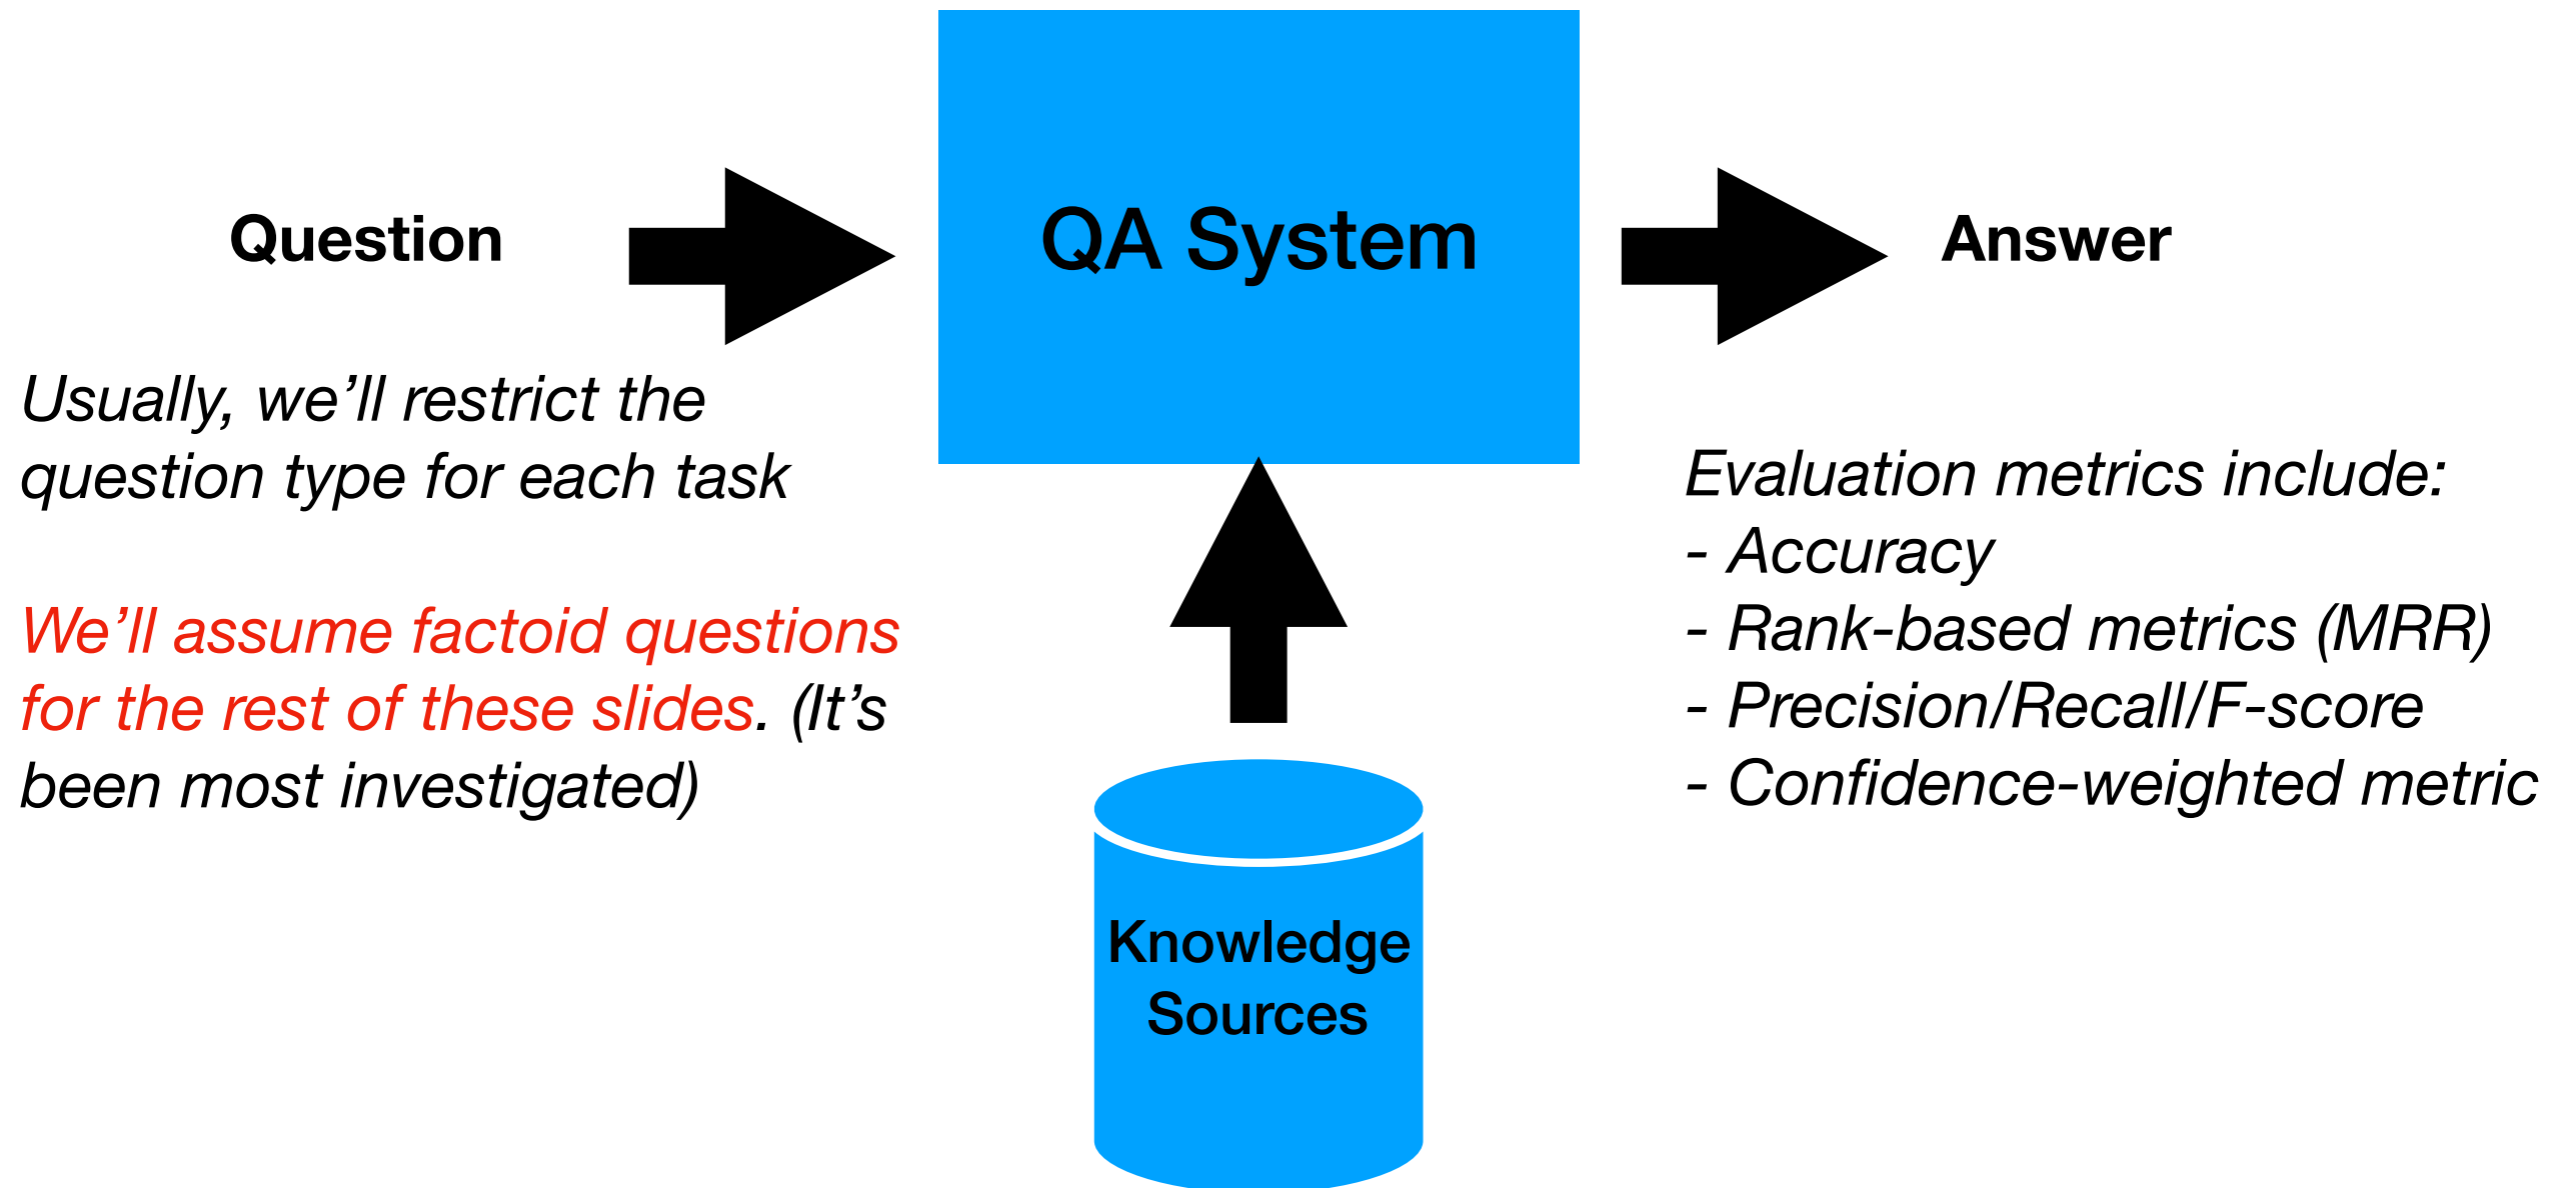 Question
QA System
Answer
Usually, we’ll restrict the
question type for each task
We’ll assume factoid questions
for the rest of these slides. (It’s
been most investigated)
Evaluation metrics include:
- Accuracy
- Rank-based metrics (MRR)
- Precision/Recall/F-score
- Confidence-weighted metric
Knowledge
Sources